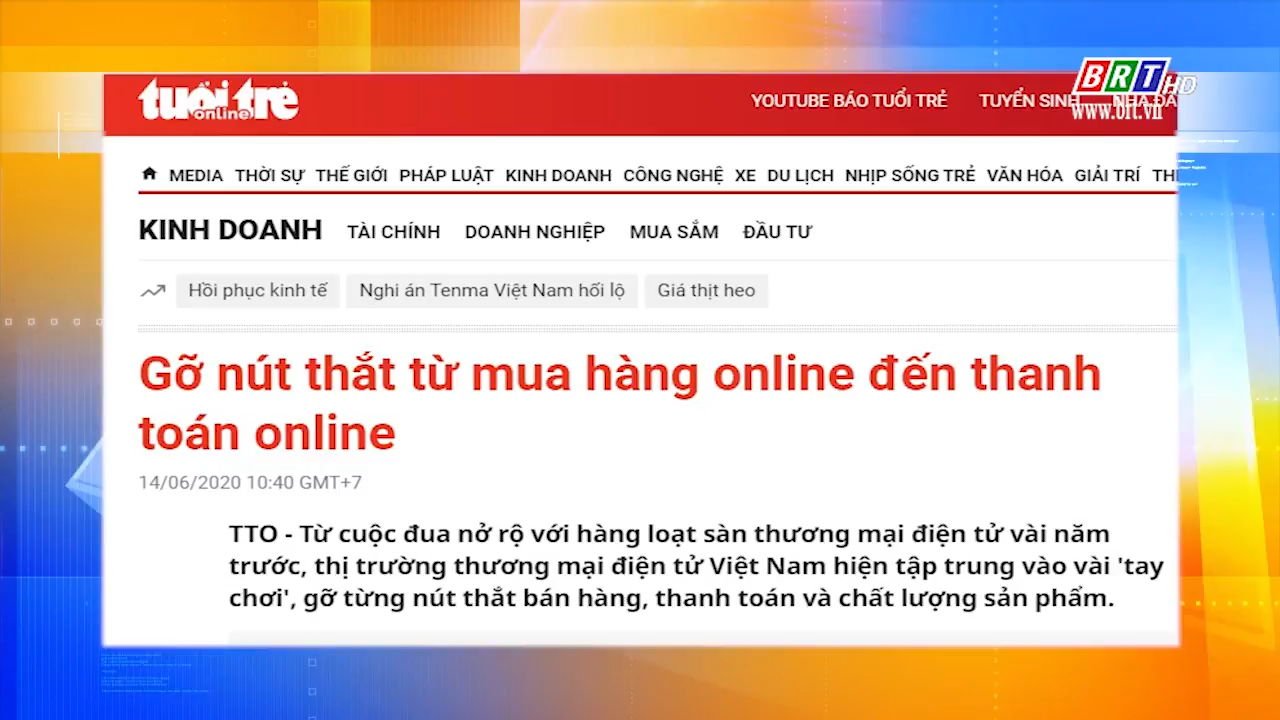 BRT HD
www.brt.vn
tuổi trẻ online
YOUTUBE BÁO TUỔI TRẺ TUYỂN SINH
MEDIA THỜI SỰ THẾ GIỚI PHÁP LUẬT KINH DOANH CÔNG NGHỆ XE DU LỊCH NHỊP SỐNG TRẺ VĂN HÓA GIẢI TRÍ
KINH DOANH TÀI CHÍNH DOANH NGHIỆP MUA SẮM ĐẦU TƯ
Hồi phục kinh tế Nghi án Tenma Việt Nam hối lộ Giá thịt heo
Gỡ nút thắt từ mua hàng online đến thanh
toán online
14/06/2020 10:40 GMT+7
TTO - Từ cuộc đua nở rộ với hàng loạt sàn thương mại điện tử vài năm
trước, thị trường thương mại điện tử Việt Nam hiện tập trung vào vài 'tay
chơi', gỡ từng nút thắt bán hàng, thanh toán và chất lượng sản phẩm.